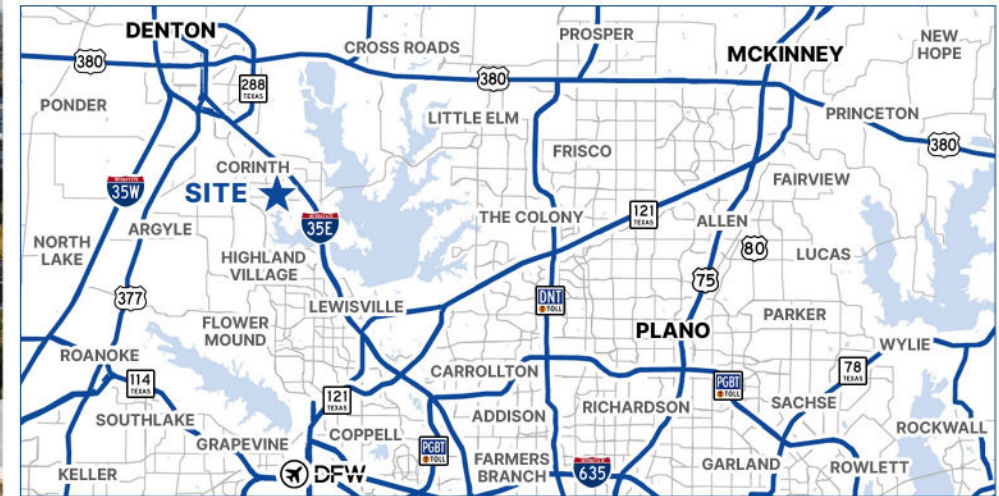 DENTON
CROSS ROADS
PROSPER
MCKINNEY
NEW
HOPE
380
380
288
TEXAS
PONDER
LITTLE ELM
PRINCETON
380
FRISCO
CORINTH
SITE
35W
FAIRVIEW
THE COLONY
121
TEXAS
ALLEN
35E
ARGYLE
NORTH
LAKE
80
LUCAS
HIGHLAND
VILLAGE
75
377
DNT
TOLL
LEWISVILLE
PARKER
FLOWER
MOUND
PLANO
WYLIE
ROANOKE
CARROLLTON
78
TEXAS
114
TEXAS
PGBT
TOLL
121
TEXAS
RICHARDSON
SACHSE
SOUTHLAKE
ADDISON
ROCKWALL
COPPELL
GRAPEVINE
PGBT
TOLL
FARMERS
BRANCH
635
GARLAND
ROWLETT
KELLER
DFW